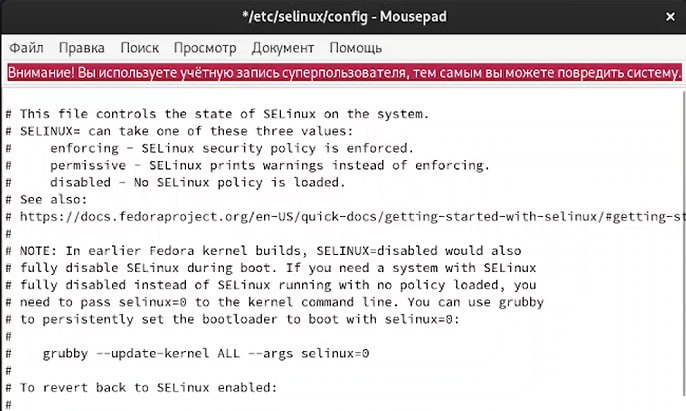 */etc/selinux/config - Mousepad
Файл Правка Поиск Просмотр Документ Помощь
Внимание! Вы используете учётную запись суперпользователя, тем самым вы можете повредить систему.
# This file controls the state of SELinux on the system.
# SELINUX= can take one of these three values:
#     enforcing - SELinux security policy is enforced.
#     permissive - SELinux prints warnings instead of enforcing.
#     disabled - No SELinux policy is loaded.
# See also:
# https://docs.fedoraproject.org/en-US/quick-docs/getting-started-with-selinux/#getting-st
#
# NOTE: In earlier Fedora kernel builds, SELINUX=disabled would also
# fully disable SELinux during boot. If you need a system with SELinux
# fully disabled instead of SELinux running with no policy loaded, you
# need to pass selinux=0 to the kernel command line. You can use grubby
# to persistently set the bootloader to boot with selinux=0:
#
#    grubby --update-kernel ALL --args selinux=0
#
# To revert back to SELinux enabled:
#